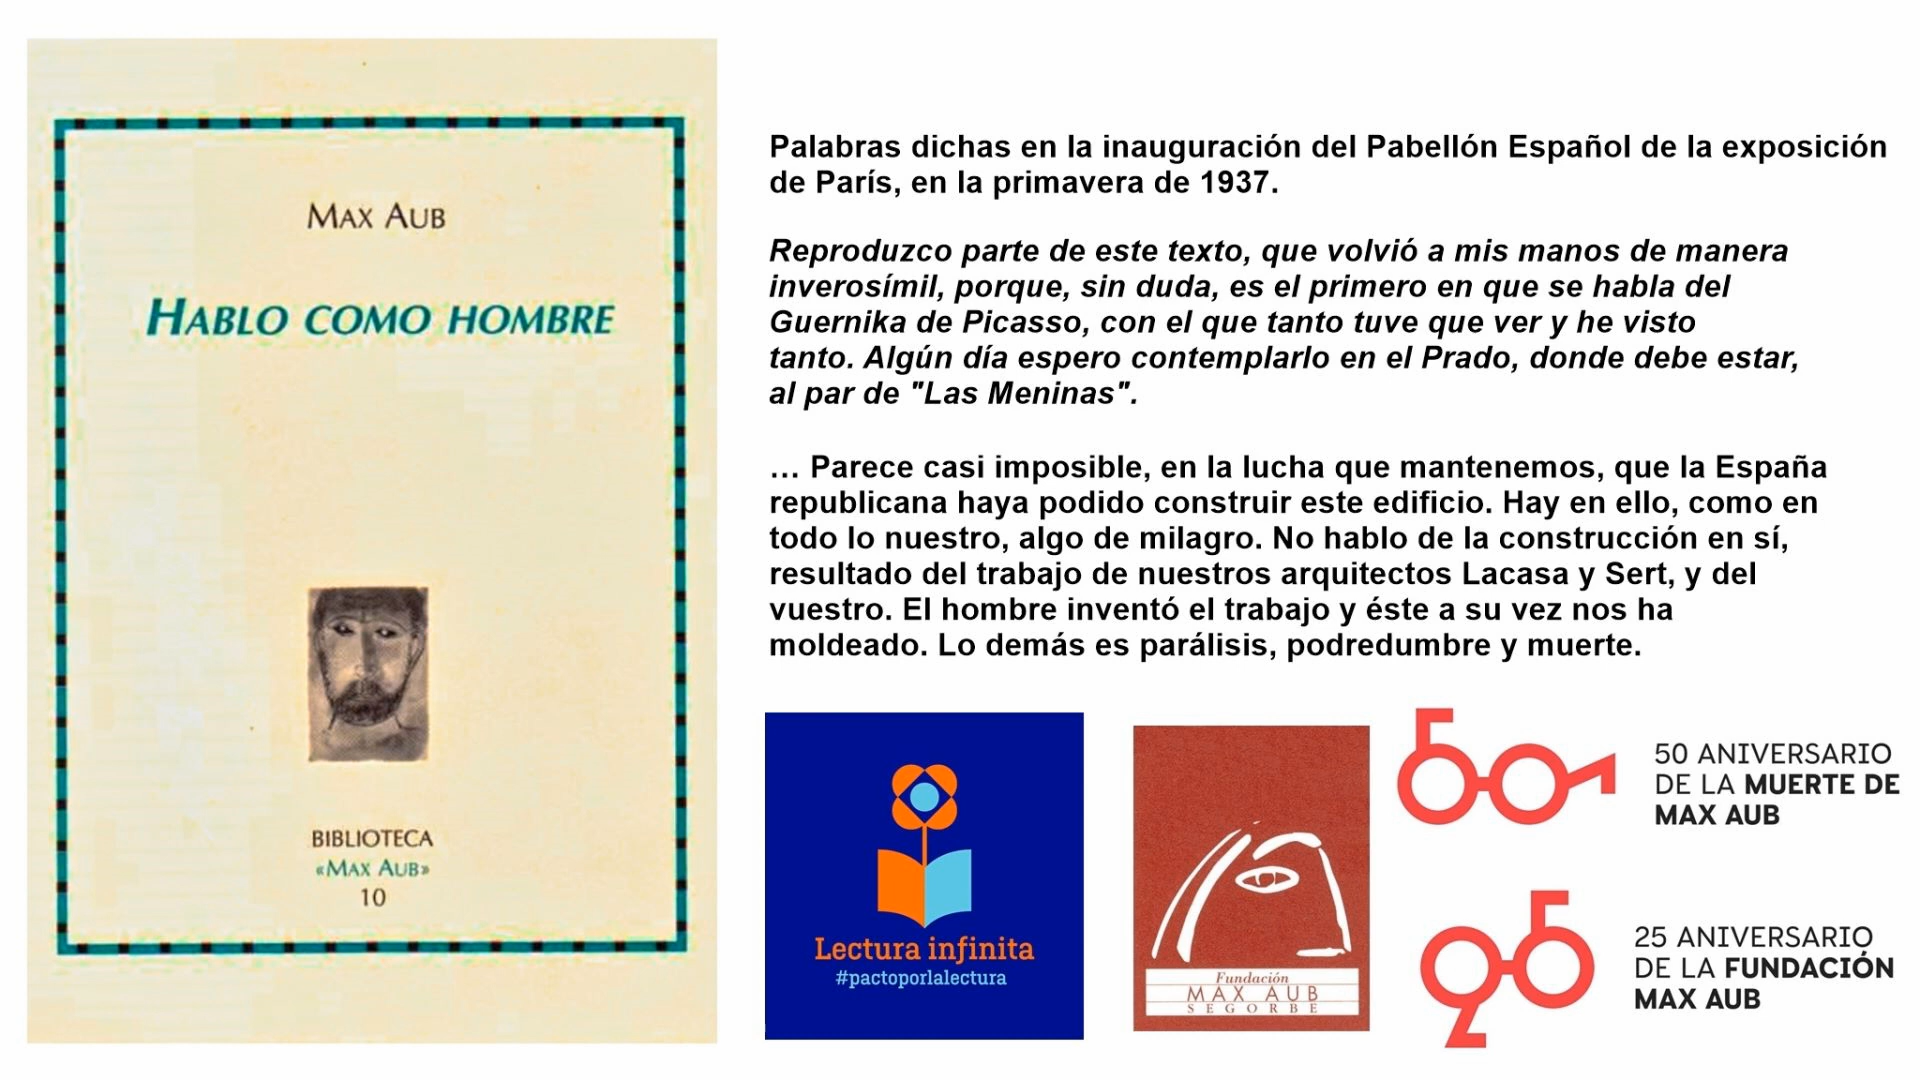 MAX AUB
HABLO COMO HOMBRE
BIBLIOTECA
«MAX AUB»
10
Palabras dichas en la inauguración del Pabellón Español de la exposición
de París, en la primavera de 1937.
Reproduzco parte de este texto, que volvió a mis manos de manera
inverosímil, porque, sin duda, es el primero en que se habla del
Guernika de Picasso, con el que tanto tuve que ver y he visto
tanto. Algún día espero contemplarlo en el Prado, donde debe estar,
al par de "Las Meninas".
… Parece casi imposible, en la lucha que mantenemos, que la España
republicana haya podido construir este edificio. Hay en ello, como en
todo lo nuestro, algo de milagro. No hablo de la construcción en sí,
resultado del trabajo de nuestros arquitectos Lacasa y Sert, y del
vuestro. El hombre inventó el trabajo y éste a su vez nos ha
moldeado. Lo demás es parálisis, podredumbre y muerte.
Lectura infinita
#pactoporlalectura
Fundación
MAX AUB
SEGORBE
50 ANIVERSARIO
DE LA MUERTE DE
MAX AUB
25 ANIVERSARIO
DE LA FUNDACIÓN
MAX AUB